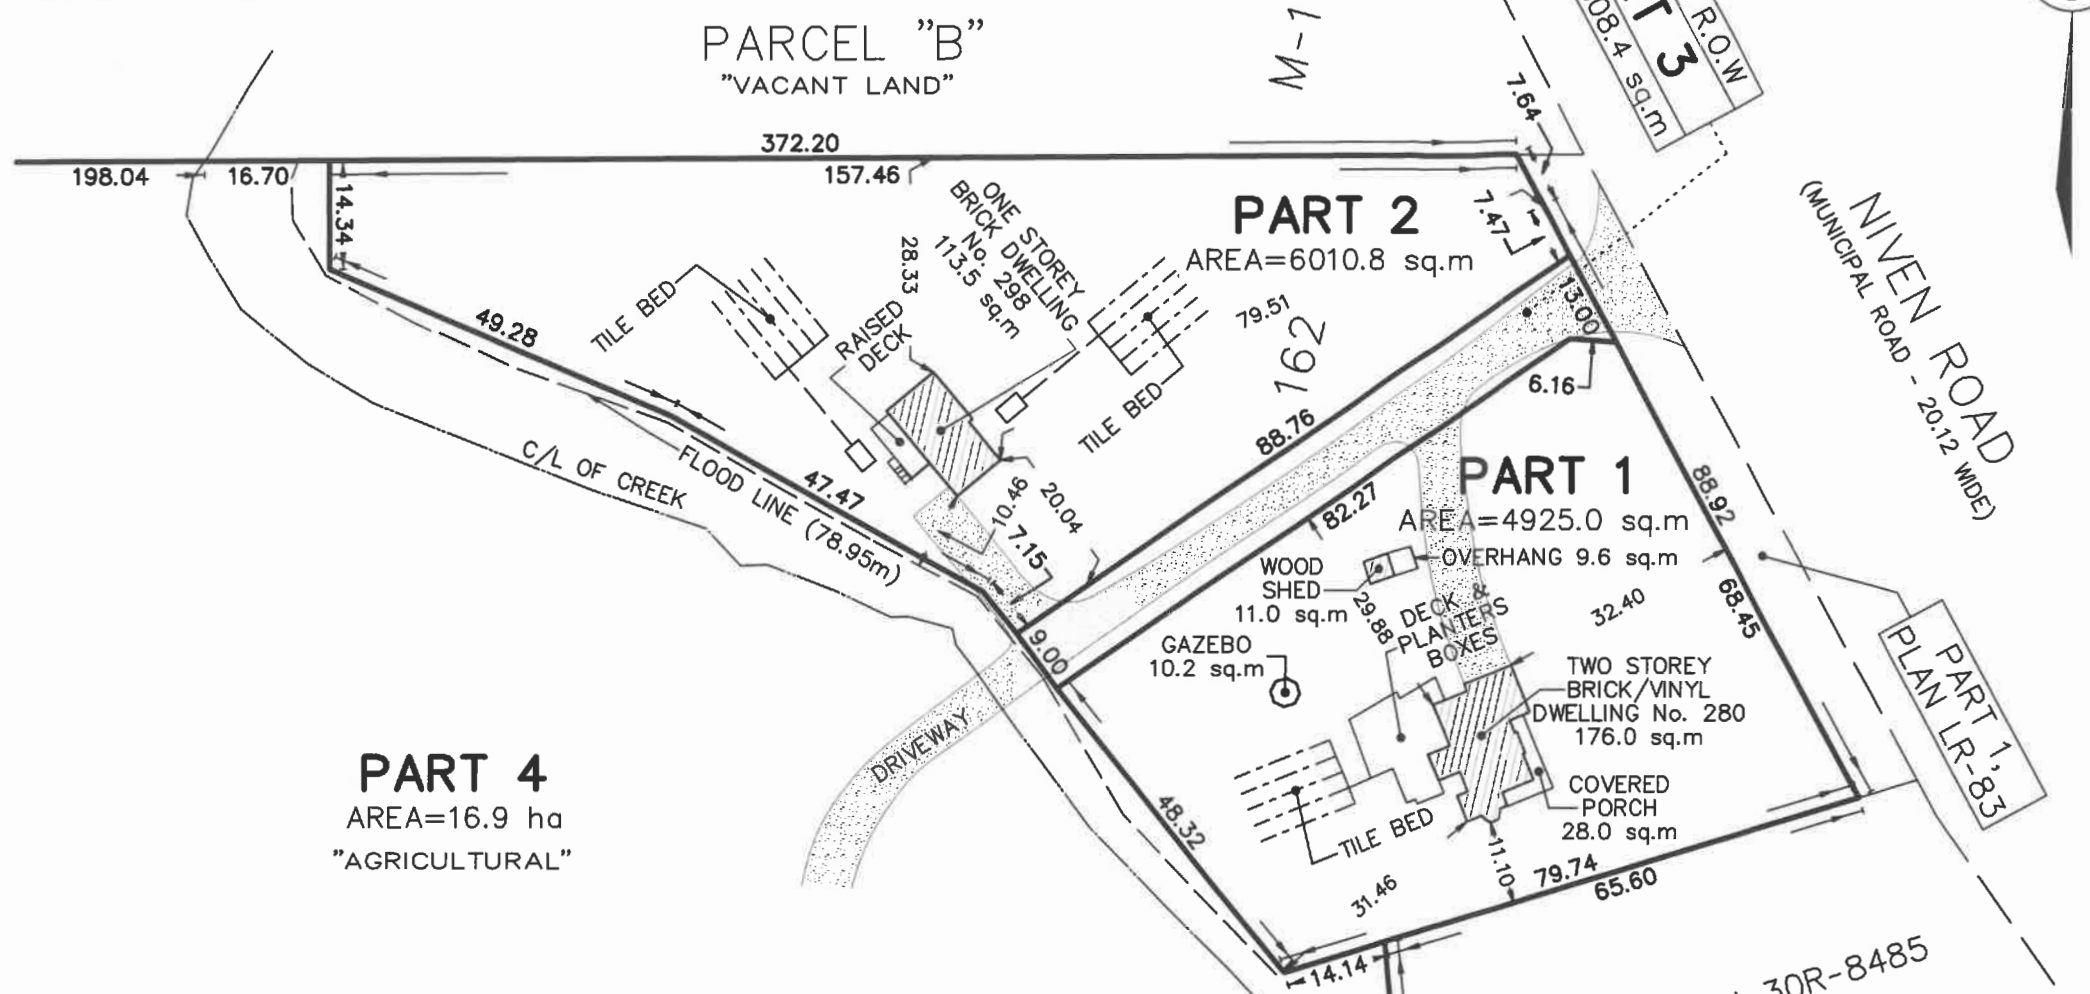 PARCEL "B"
"VACANT LAND"
M-1
T 3
R.O.W
08.4 sq.m
7.64
372.20
198.04
16.70
157.46
14.34
PART 2
AREA=6010.8 sq.m
7.47
NIVEN ROAD
(MUNICIPAL ROAD - 20.12 WIDE)
ONE STOREY
BRICK DWELLING
No. 298
113.5 sq.m
28.33
TILE BED
RAISED
DECK
49.28
79.51
162
13.00
TILE BED
6.16
88.76
C/L OF CREEK
FLOOD LINE (78.95m)
47.47
10.46
20.04
7.15
82.27
PART 1
AREA=4925.0 sq.m
88.92
WOOD
SHED
11.0 sq.m
OVERHANG 9.6 sq.m
29.88
DECK &
PLANTERS
BOXES
32.40
68.45
9.00
GAZEBO
10.2 sq.m
TWO STOREY
BRICK/VINYL
DWELLING No. 280
176.0 sq.m
PART 1,
PLAN LR-83
DRIVEWAY
PART 4
AREA=16.9 ha
"AGRICULTURAL"
48.32
TILE BED
COVERED
PORCH
28.0 sq.m
11.10
79.74
65.60
31.46
14.14
30R-8485